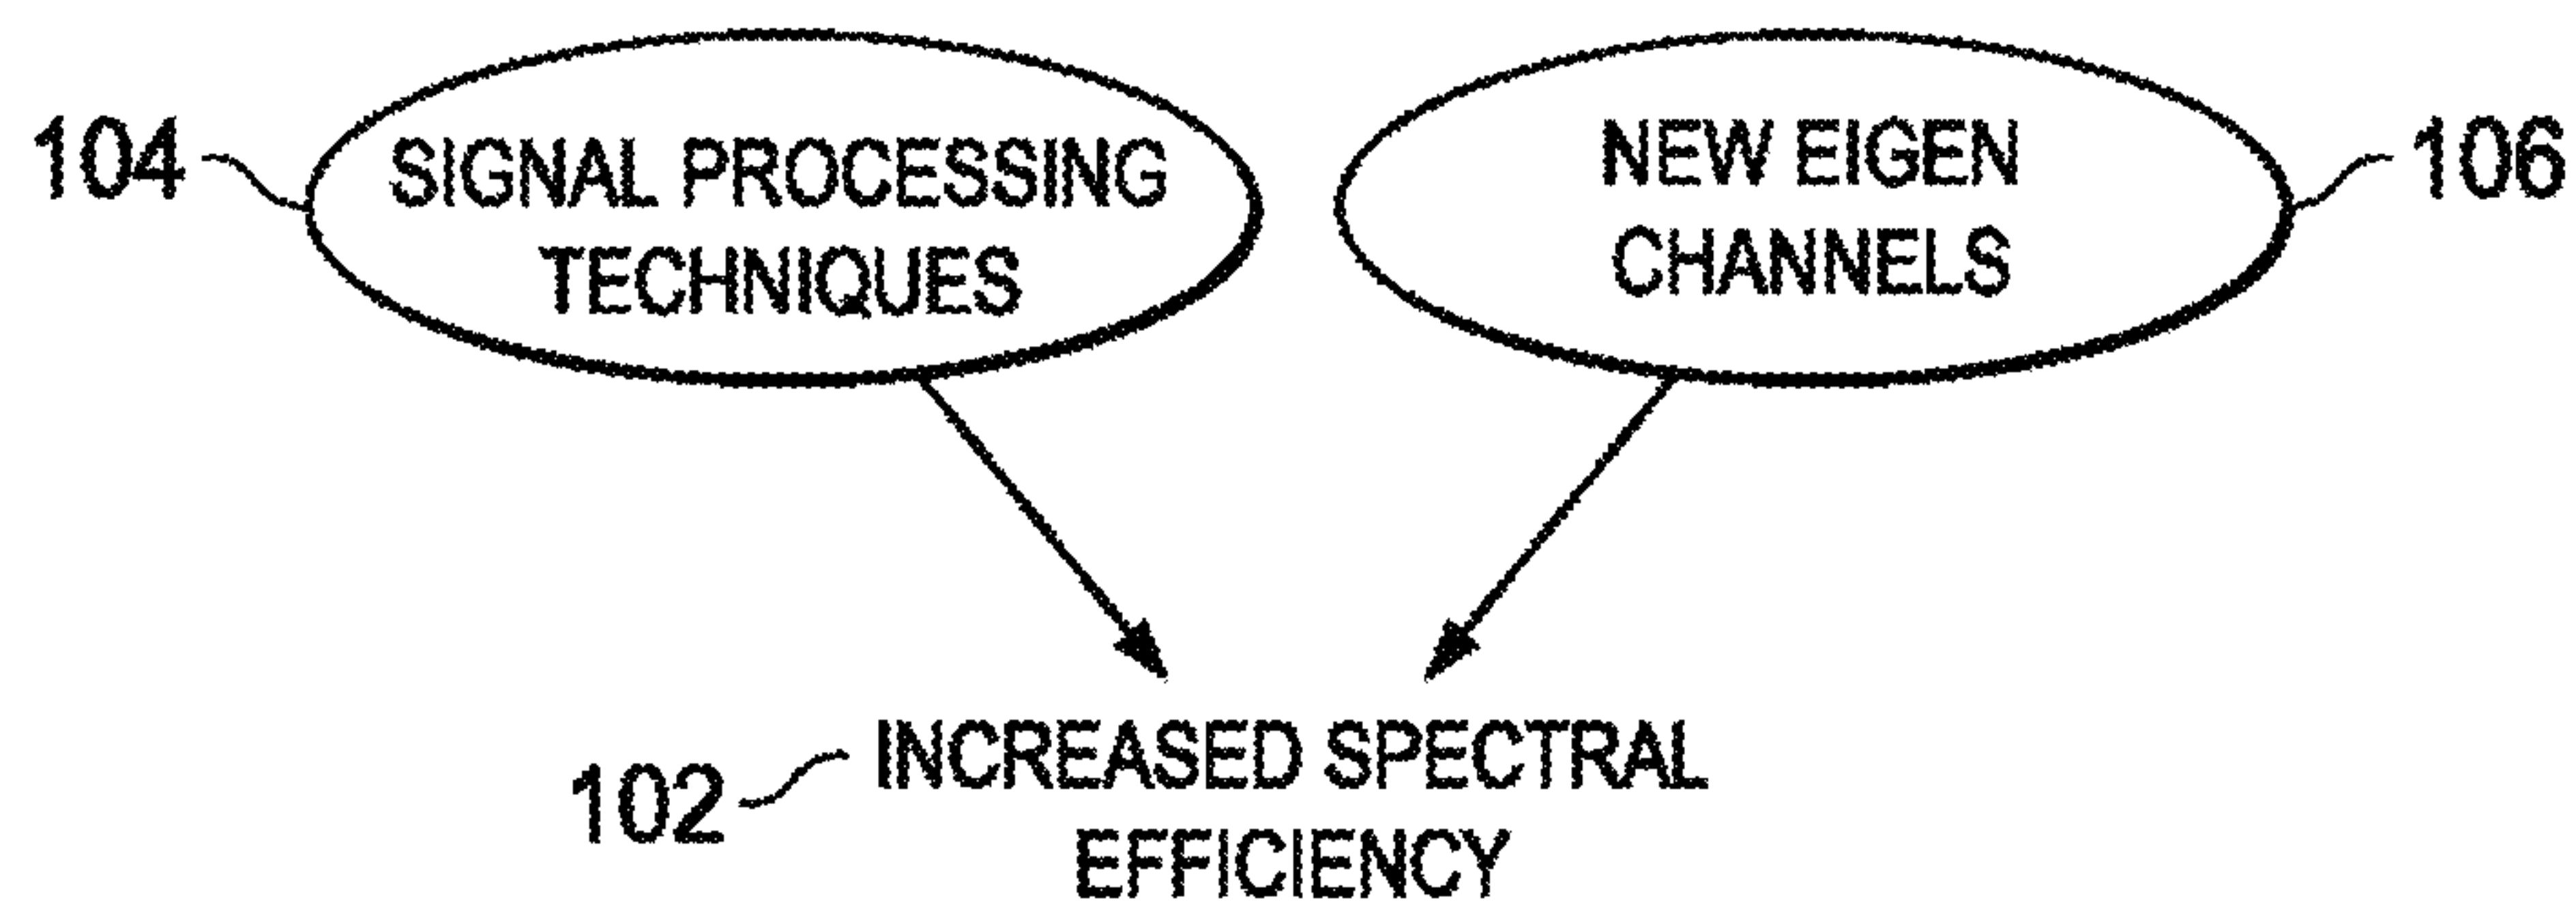 104
SIGNAL PROCESSING
TECHNIQUES
NEW EIGEN
CHANNELS
106
102
INCREASED SPECTRAL
EFFICIENCY